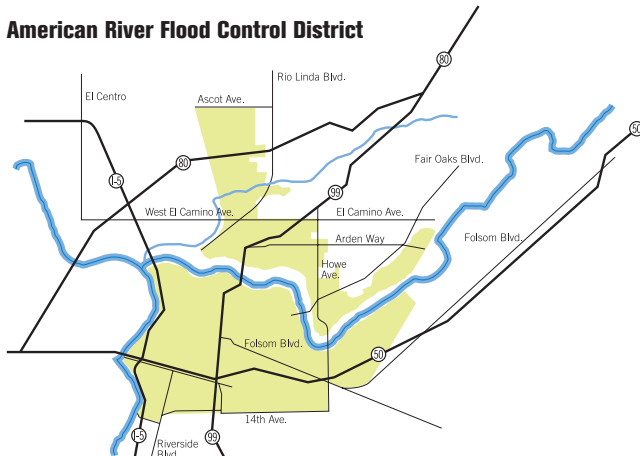 American River Flood Control District
80
Rio Linda Blvd.
El Centro
Ascot Ave.
50
80
Fair Oaks Blvd.
I-5
99
West El Camino Ave.
El Camino Ave.
Arden Way
Folsom Blvd.
Howe
Ave.
Folsom Blvd.
50
14th Ave.
I-5
99
Riverside
Blvd.